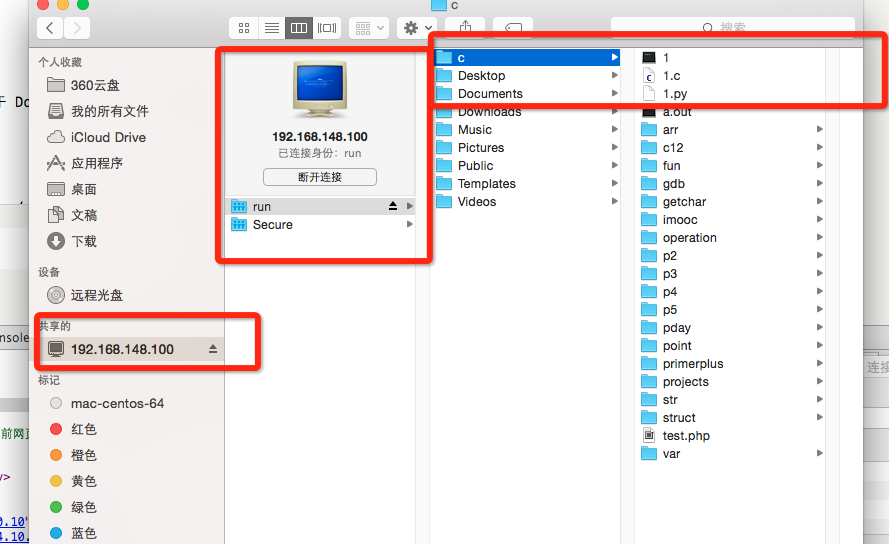 c
搜索
个人收藏
360云盘
我的所有文件
iCloud Drive
应用程序
桌面
文稿
下载
设备
远程光盘
共享的
192.168.148.100
标记
mac-centos-64
红色
橙色
黄色
绿色
蓝色
192.168.148.100
已连接身份：run
断开连接
run
Secure
c
Desktop
Documents
Downloads
Music
Pictures
Public
Templates
Videos
1
1.c
1.py
a.out
arr
c12
fun
gdb
getchar
imooc
operation
p2
p3
p4
p5
pday
point
primerplus
projects
str
struct
test.php
var
Do
nsole
前网页
>
0.10"
4.10.
连接